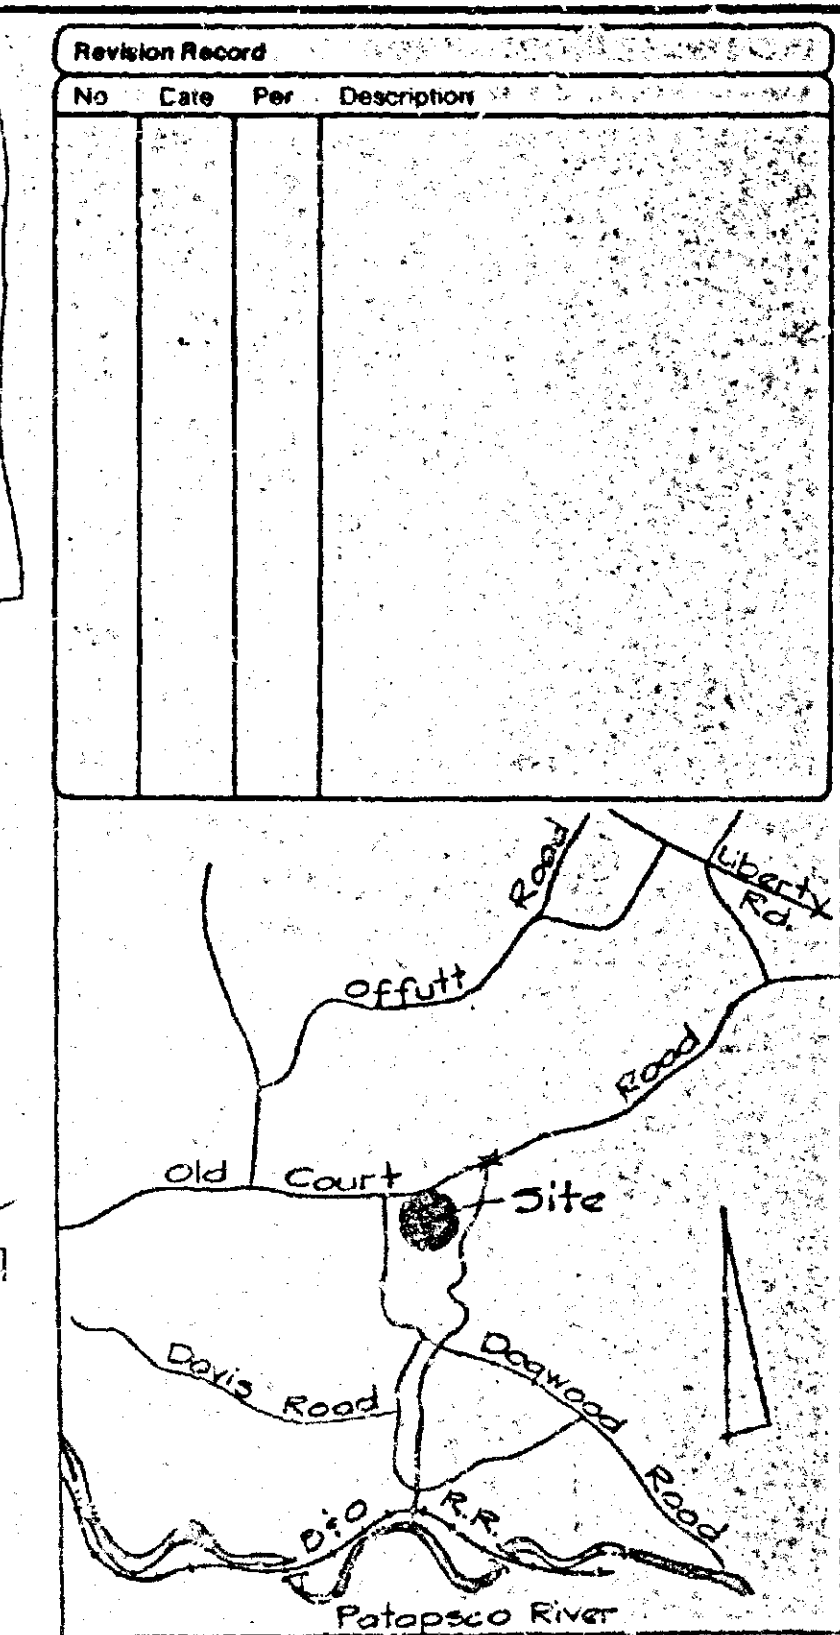 Revision Record
No Date Per Description
Road
Liberty
Rd.
Offutt
Road
Old Court
Site
Davis Road
Dogwood
Road
B&O R.R.
Patapsco River